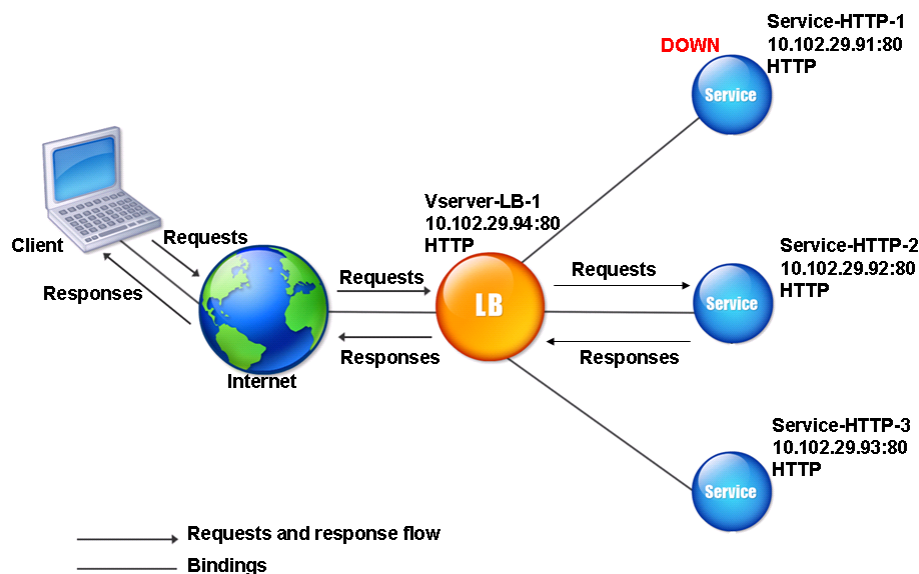 Service-HTTP-1
10.102.29.91:80
HTTP
DOWN
Service
Vserver-LB-1
10.102.29.94:80
HTTP
Client
Requests
Responses
Internet
Requests
Responses
LB
Requests
Responses
Service-HTTP-2
10.102.29.92:80
HTTP
Service
Service-HTTP-3
10.102.29.93:80
HTTP
Service
Requests and response flow
Bindings